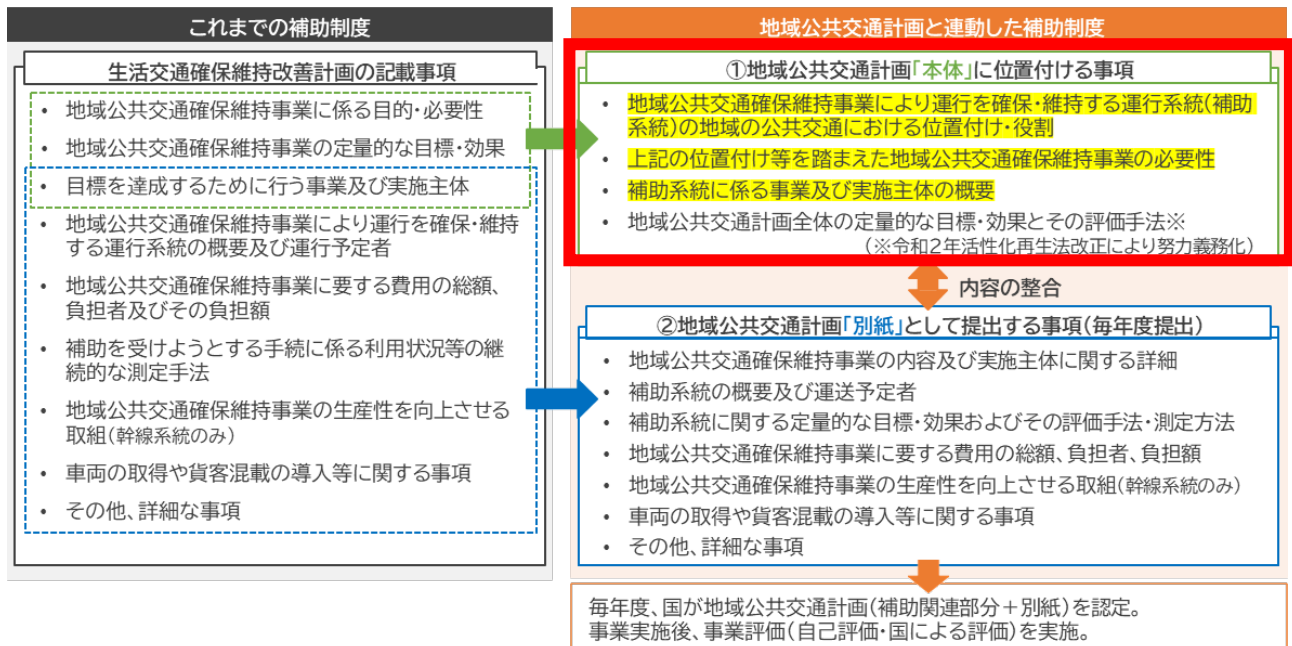 これまでの補助制度
生活交通確保維持改善計画の記載事項
• 地域公共交通確保維持事業に係る目的・必要性
• 地域公共交通確保維持事業の定量的な目標・効果
• 目標を達成するために行う事業及び実施主体
• 地域公共交通確保維持事業により運行を確保・維持
する運行系統の概要及び運行予定者
• 地域公共交通確保維持事業に要する費用の総額、
負担者及びその負担額
• 補助を受けようとする手続に係る利用状況等の継
続的な測定手法
• 地域公共交通確保維持事業の生産性を向上させる
取組(幹線系統のみ)
• 車両の取得や貨客混載の導入等に関する事項
• その他、詳細な事項
地域公共交通計画と連動した補助制度
①地域公共交通計画「本体」に位置付ける事項
• 地域公共交通確保維持事業により運行を確保・維持する運行系統(補助
系統)の地域の公共交通における位置付け・役割
• 上記の位置付け等を踏まえた地域公共交通確保維持事業の必要性
• 補助系統に係る事業及び実施主体の概要
• 地域公共交通計画全体の定量的な目標・効果とその評価手法※
(※令和2年活性化再生法改正により努力義務化)
内容の整合
②地域公共交通計画「別紙」として提出する事項(毎年度提出)
• 地域公共交通確保維持事業の内容及び実施主体に関する詳細
• 補助系統の概要及び運送予定者
• 補助系統に関する定量的な目標・効果およびその評価手法・測定方法
• 地域公共交通確保維持事業に要する費用の総額、負担者、負担額
• 地域公共交通確保維持事業の生産性を向上させる取組(幹線系統のみ)
• 車両の取得や貨客混載の導入等に関する事項
• その他、詳細な事項
毎年度、国が地域公共交通計画(補助関連部分+別紙)を認定。
事業実施後、事業評価(自己評価・国による評価)を実施。